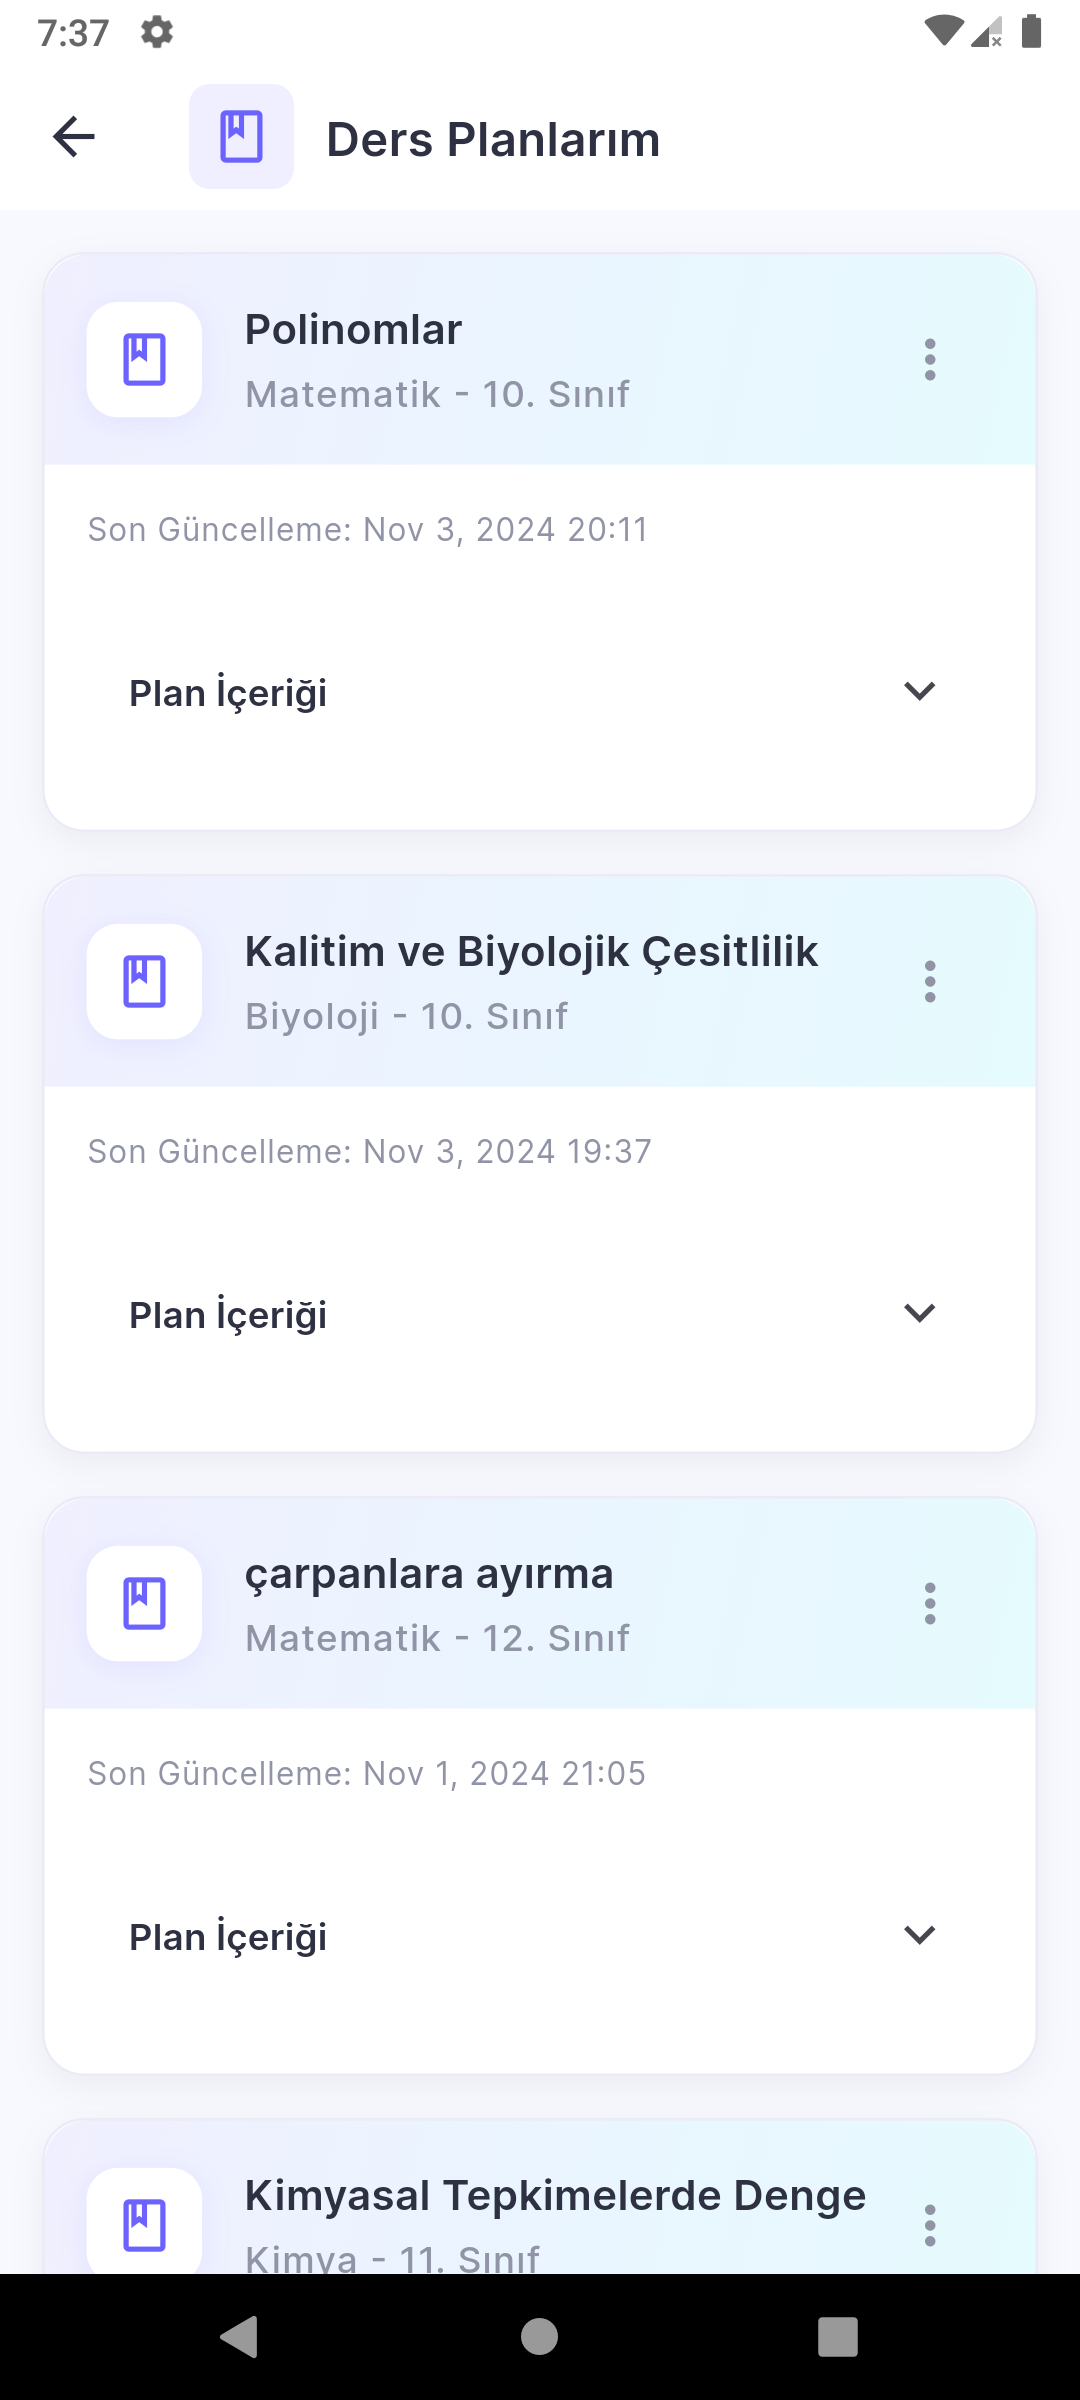 7:37
Ders Planlarım
Polinomlar
Matematik - 10. Sınıf
Son Güncelleme: Nov 3, 2024 20:11
Plan İçeriği
Kalitim ve Biyolojik Çesitlilik
Biyoloji - 10. Sınıf
Son Güncelleme: Nov 3, 2024 19:37
Plan İçeriği
çarpanlara ayırma
Matematik - 12. Sınıf
Son Güncelleme: Nov 1, 2024 21:05
Plan İçeriği
Kimyasal Tepkimelerde Denge
Kimya - 11. Sınıf